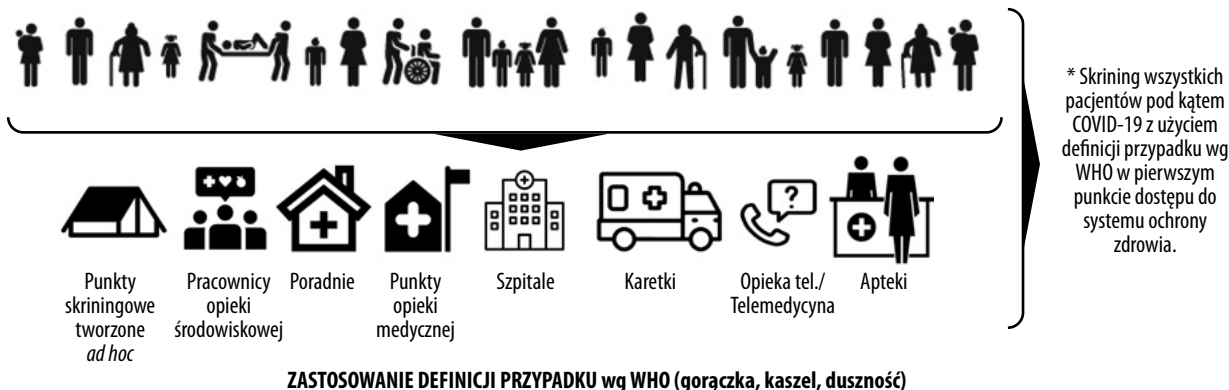 * Skrining wszystkich
pacjentów pod kątem
COVID-19 z użyciem
definicji przypadku wg
WHO w pierwszym
punkcie dostępu do
systemu ochrony
zdrowia.
Punkty
skriningowe
tworzone
ad hoc
Pracownicy
opieki
środowiskowej
Poradnie
Punkty
opieki
medycznej
Szpitale
Karetki
Opieka tel./
Telemedycyna
Apteki
ZASTOSOWANIE DEFINICJI PRZYPADKU wg WHO (gorączka, kaszel, duszność)